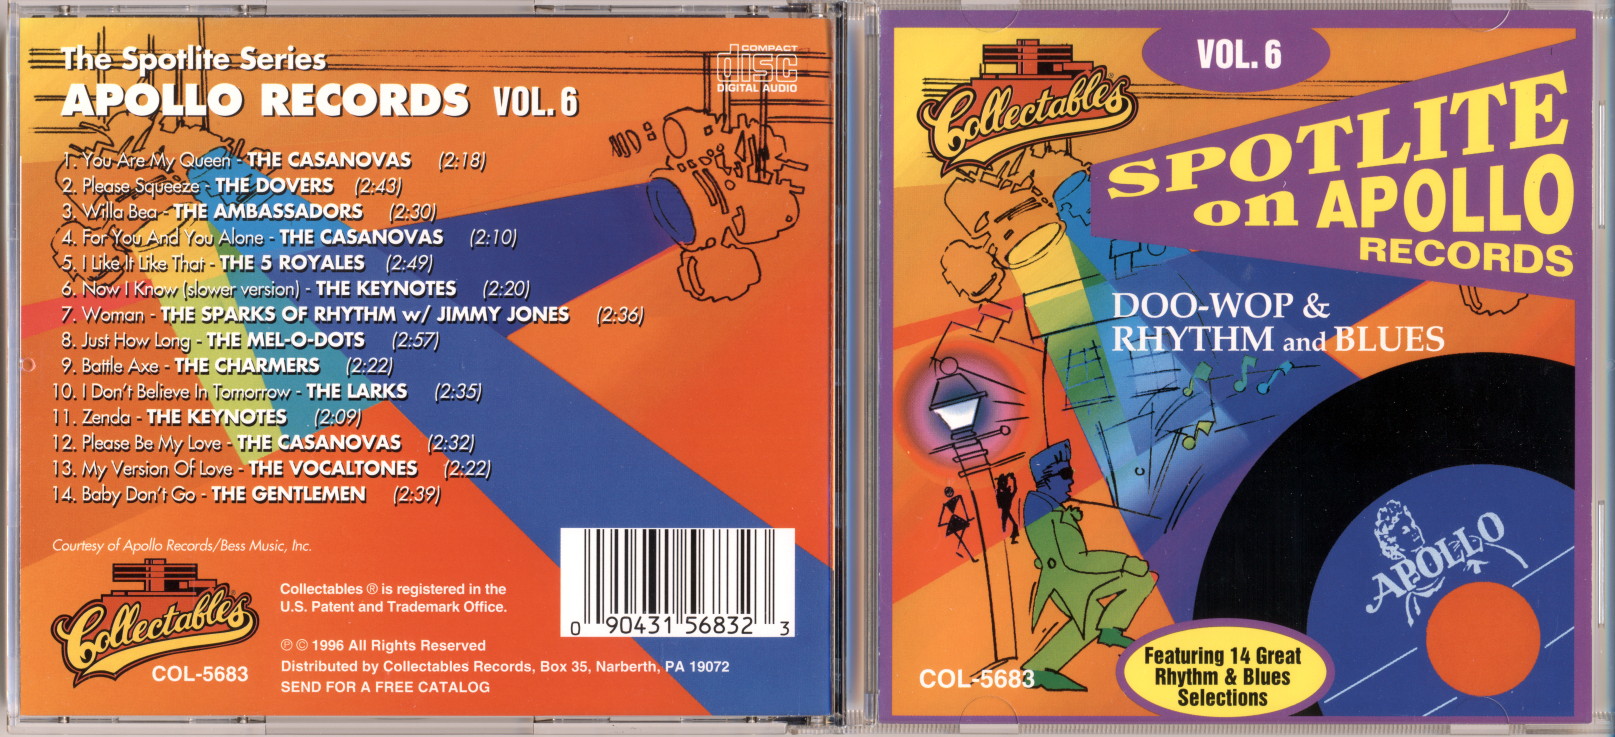 The Spotlite Series
APOLLO RECORDS VOL. 6
COMPACT
disc
DIGITAL AUDIO
1. You Are My Queen - THE CASANOVAS (2:18)
2. Please Squeeze - THE DOVERS (2:43)
3. Willa Bea - THE AMBASSADORS (2:30)
4. For You And You Alone - THE CASANOVAS (2:10)
5. I Like It Like That - THE 5 ROYALES (2:49)
6. Now I Know (slower version) - THE KEYNOTES (2:20)
7. Woman - THE SPARKS OF RHYTHM w/ JIMMY JONES (2:36)
8. Just How Long - THE MEL-O-DOTS (2:57)
9. Battle Axe - THE CHARMERS (2:22)
10. I Don't Believe In Tomorrow - THE LARKS (2:35)
11. Zenda - THE KEYNOTES (2:09)
12. Please Be My Love - THE CASANOVAS (2:32)
13. My Version Of Love - THE VOCALTONES (2:22)
14. Baby Don't Go - THE GENTLEMEN (2:39)
Courtesy of Apollo Records/Bess Music, Inc.
Collectables
COL-5683
Collectables ® is registered in the
U.S. Patent and Trademark Office.
℗ © 1996 All Rights Reserved
Distributed by Collectables Records, Box 35, Narberth, PA 19072
SEND FOR A FREE CATALOG
0 90431 56832 3
Collectables
VOL. 6
SPOTLITE
on APOLLO
RECORDS
DOO-WOP &
RHYTHM and BLUES
APOLLO
COL-5683
Featuring 14 Great
Rhythm & Blues
Selections